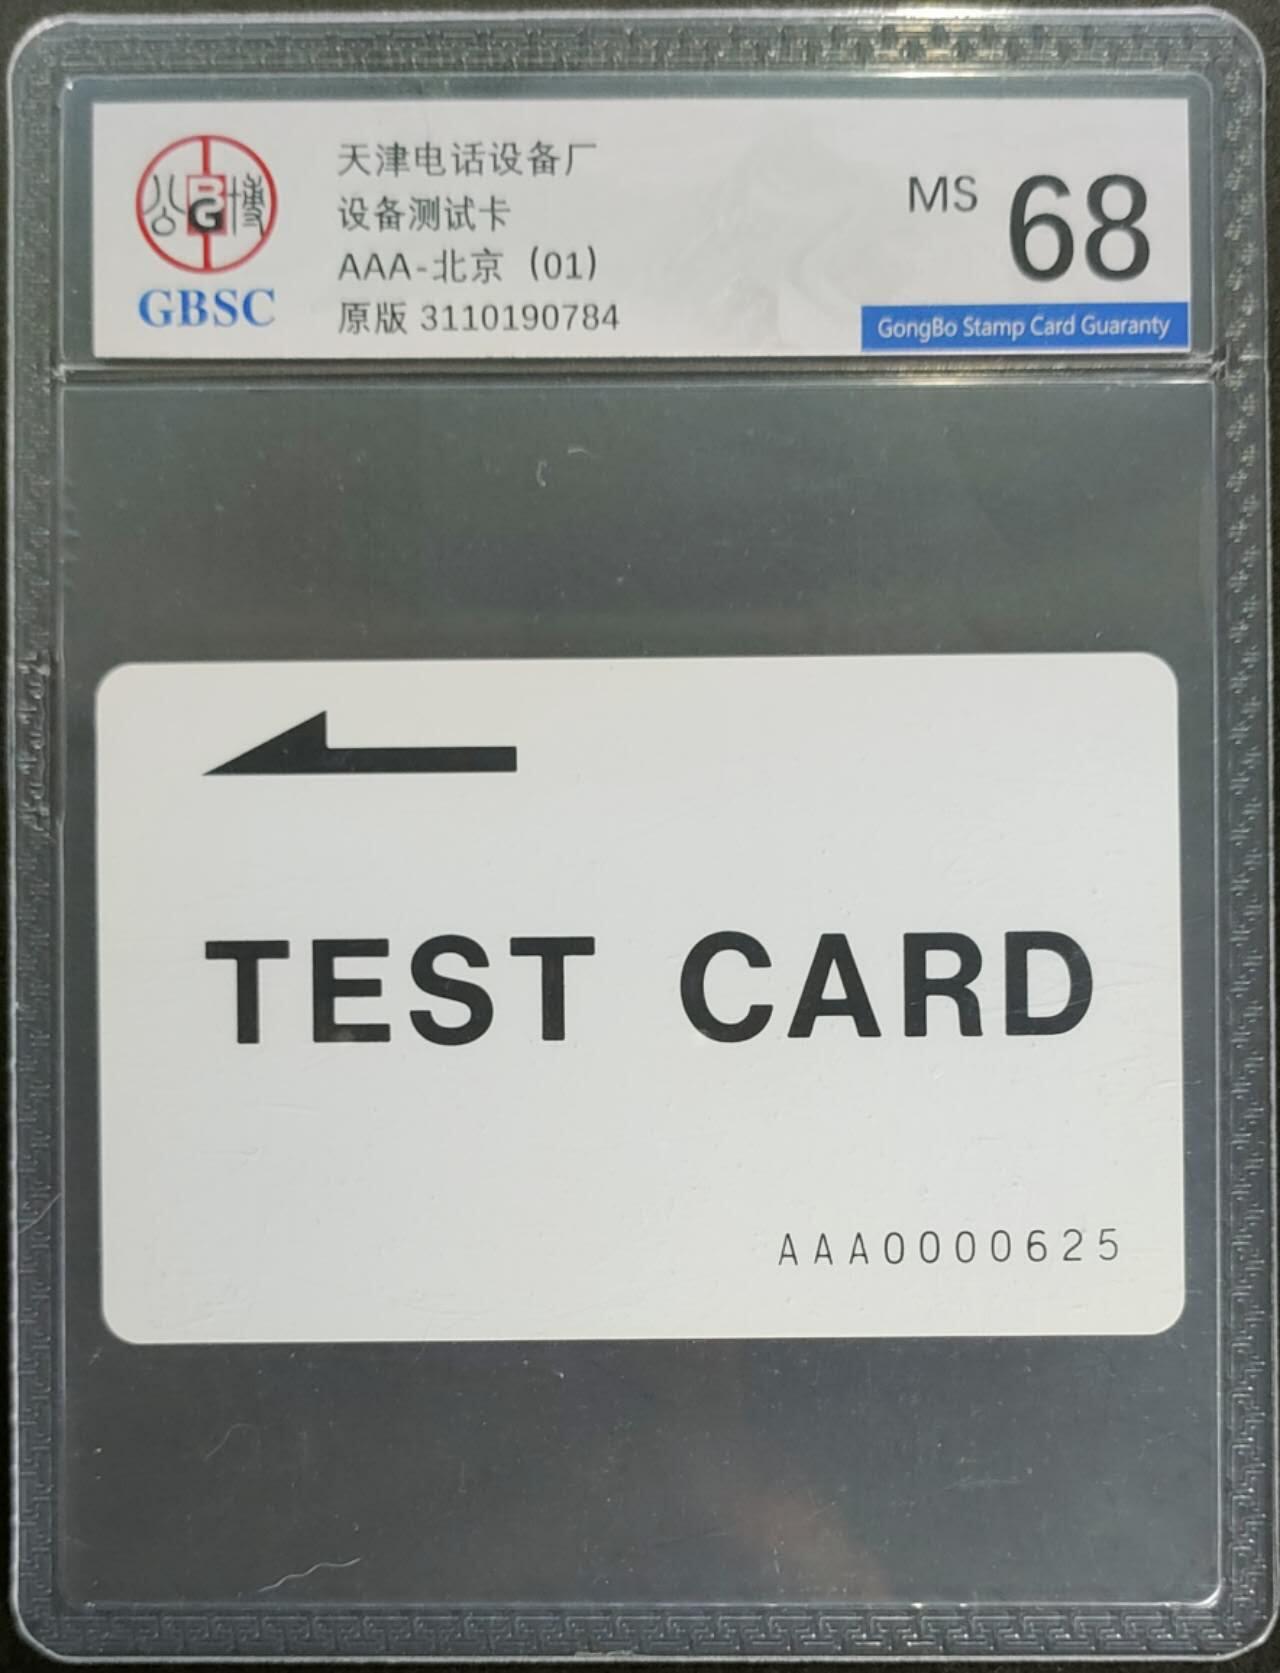 公 BG 博
GBSC
天津电话设备厂
设备测试卡
AAA-北京（01）
原版 3110190784
MS 68
GongBo Stamp Card Guaranty
TEST CARD
AAA0000625